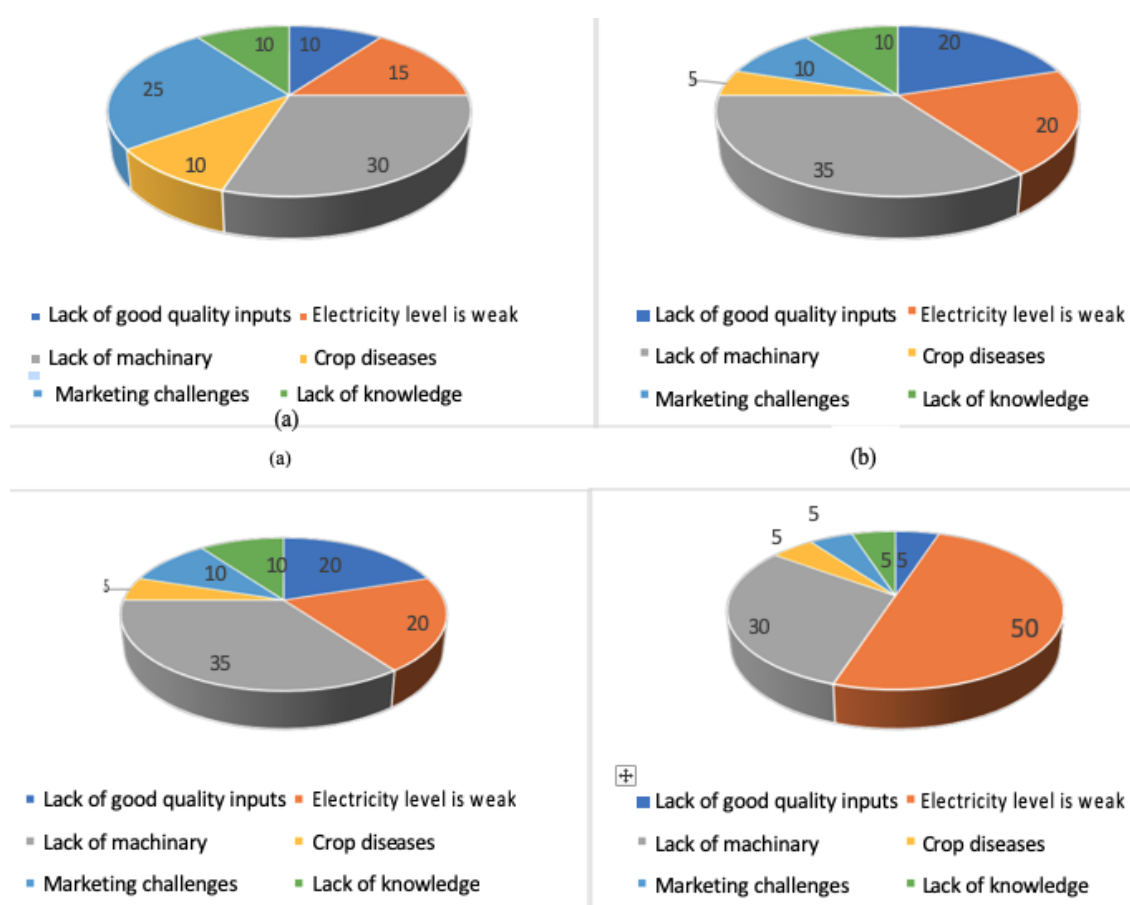 10 10
25 15
10 30
Lack of good quality inputs Electricity level is weak
Lack of machinary Crop diseases
Marketing challenges Lack of knowledge
(a)
(a)
10 20
5 10
20
35
Lack of good quality inputs Electricity level is weak
Lack of machinary Crop diseases
Marketing challenges Lack of knowledge
(b)
10 20
5 10
20
35
Lack of good quality inputs Electricity level is weak
Lack of machinary Crop diseases
Marketing challenges Lack of knowledge
5
5
5 5
30 50
Lack of good quality inputs Electricity level is weak
Lack of machinary Crop diseases
Marketing challenges Lack of knowledge